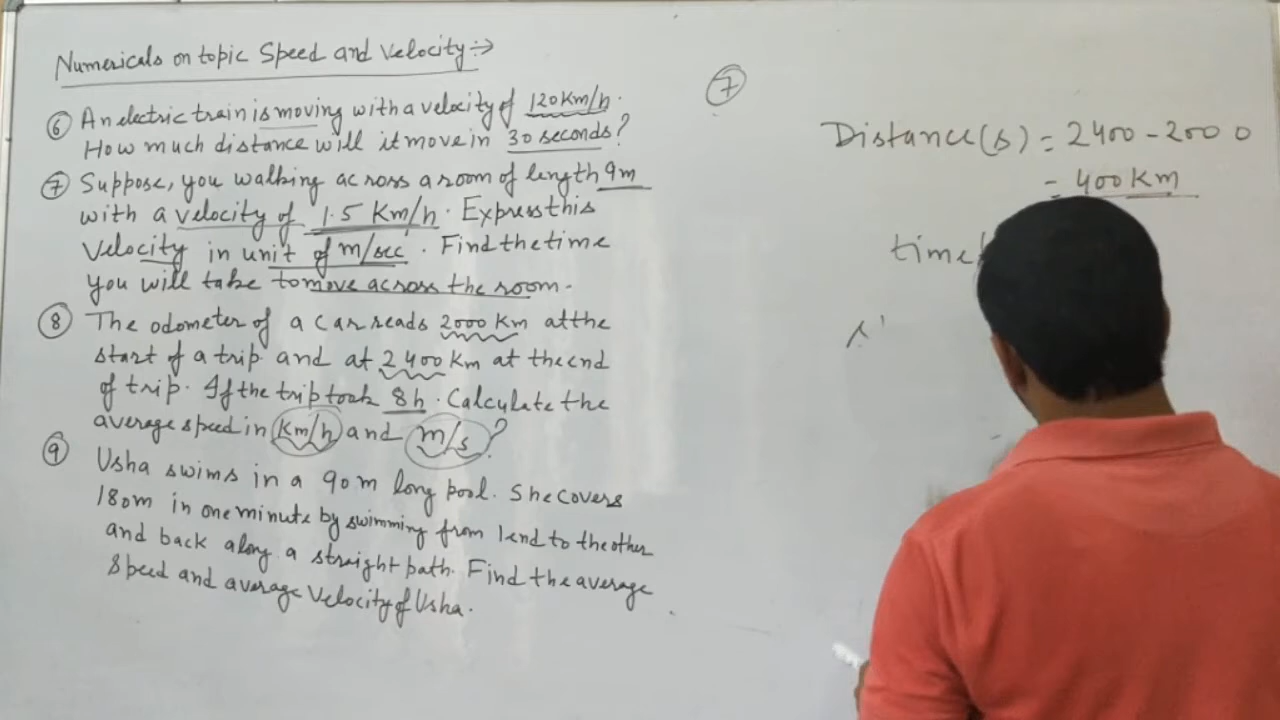 Numericals on topic Speed and Velocity :→
⑥ An electric train is moving with a velocity of 120 Km/h.
How much distance will it move in 30 seconds?
⑦ Suppose, you walking across a room of length 9m
with a velocity of 1.5 Km/h. Express this
velocity in unit of m/sec. Find the time
you will take to move across the room.
⑧ The odometer of a car reads 2000 Km at the
start of a trip and at 2400 Km at the end
of trip. If the trip took 8h. Calculate the
average speed in Km/h and m/s?
⑨ Usha swims in a 90 m long pool. She covers
180m in one minute by swimming from 1 end to the other
and back along a straight path. Find the average
speed and average velocity of Usha.
⑦
Distance(s) = 2400 - 2000
= 400 Km
time